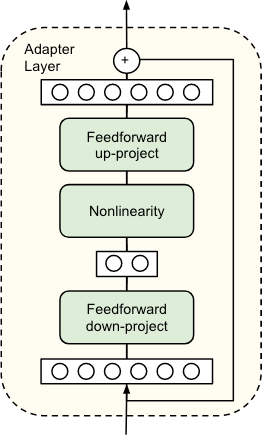 Adapter
Layer
+
Feedforward
up-project
Nonlinearity
Feedforward
down-project